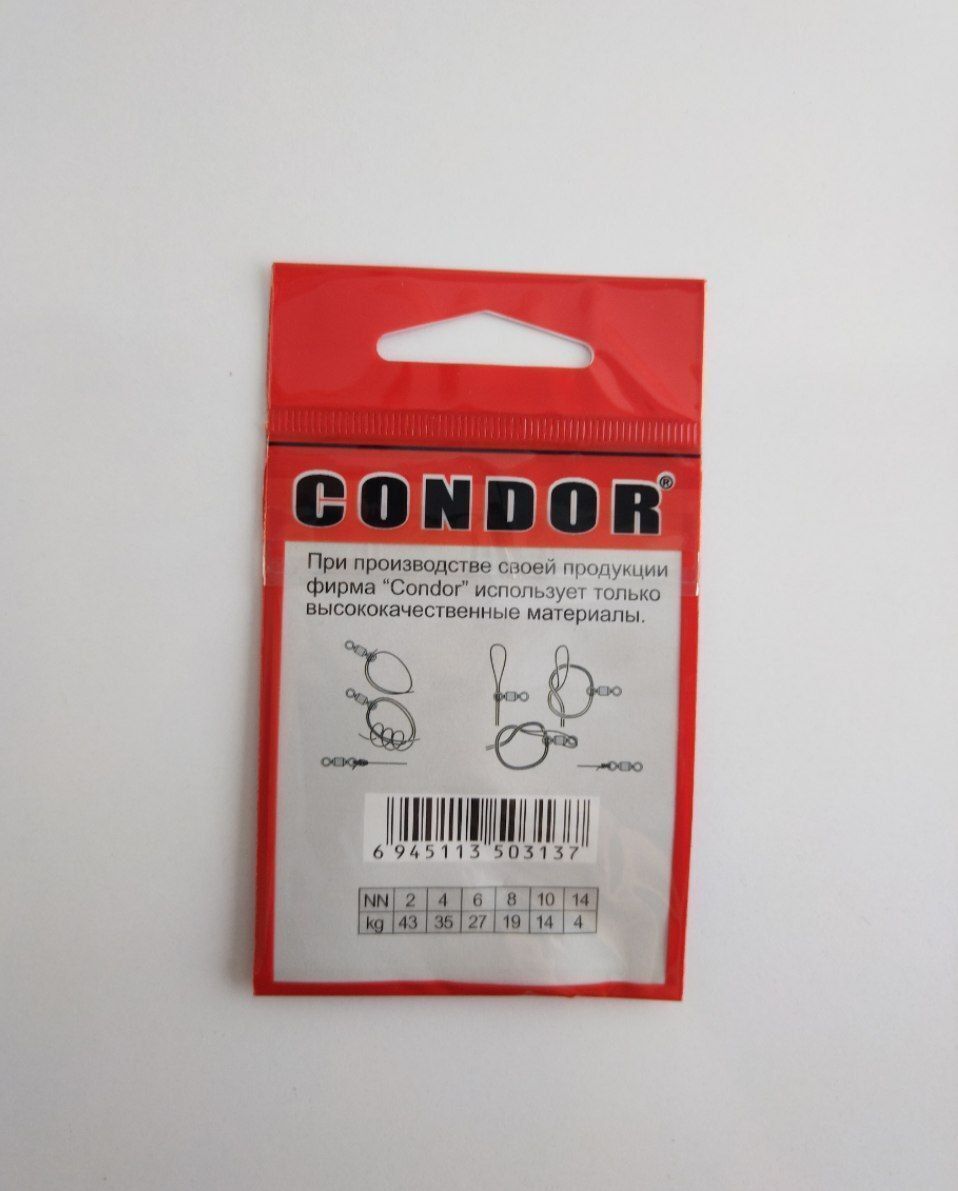 CONDOR®
При производстве своей продукции
фирма “Condor” использует только
высококачественные материалы.
6 945113 503137
NN 2 4 6 8 10 14
kg 43 35 27 19 14 4